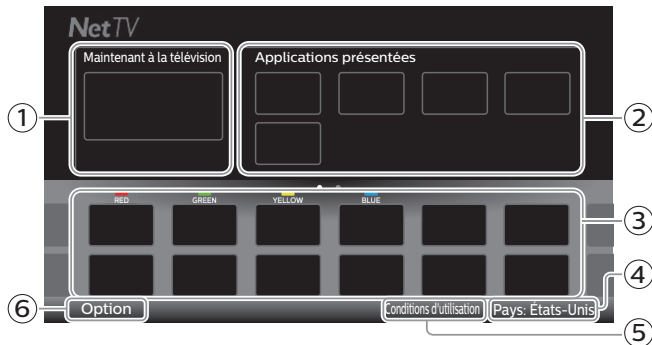 NetTV
Maintenant à la télévision
Applications présentées
①
②
RED GREEN YELLOW BLUE
③
④
⑥
Option
Conditions d'utilisation
Pays: États-Unis
⑤